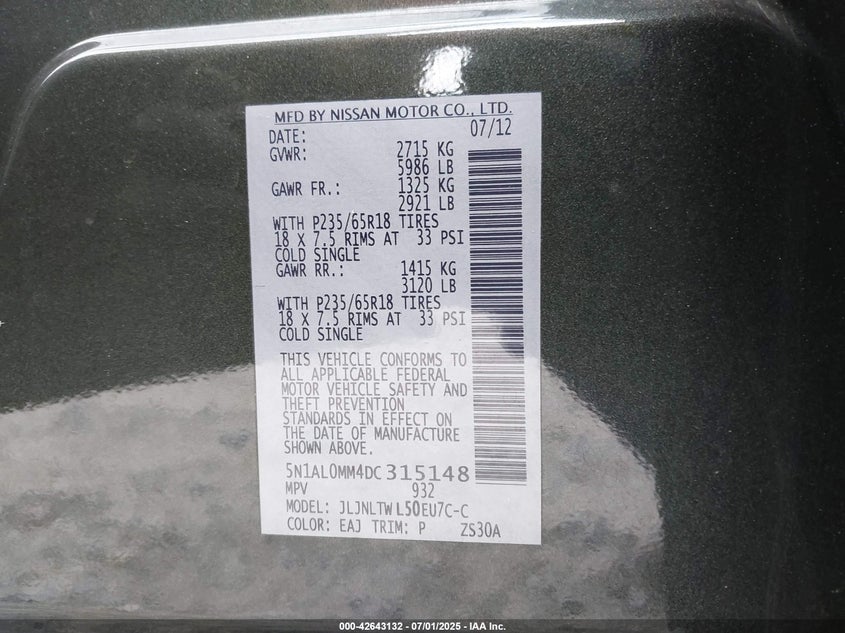 MFD BY NISSAN MOTOR CO., LTD.
DATE: 07/12
GVWR: 2715 KG
5986 LB
GAWR FR.: 1325 KG
2921 LB
WITH P235/65R18 TIRES
18 X 7.5 RIMS AT 33 PSI
COLD SINGLE
GAWR RR.: 1415 KG
3120 LB
WITH P235/65R18 TIRES
18 X 7.5 RIMS AT 33 PSI
COLD SINGLE
THIS VEHICLE CONFORMS TO
ALL APPLICABLE FEDERAL
MOTOR VEHICLE SAFETY AND
THEFT PREVENTION
STANDARDS IN EFFECT ON
THE DATE OF MANUFACTURE
SHOWN ABOVE.
5N1AL0MM4DC315148
MPV 932
MODEL: JLJNLTWL50EU7C-C
COLOR: EAJ TRIM: P ZS30A
000-42643132 - 07/01/2025 - IAA Inc.